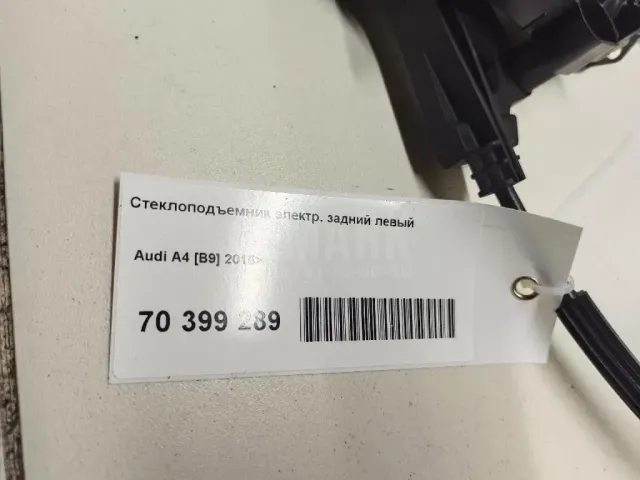 Стеклоподъемник электр. задний левый
Audi A4 [B9] 2015>
70 399 289